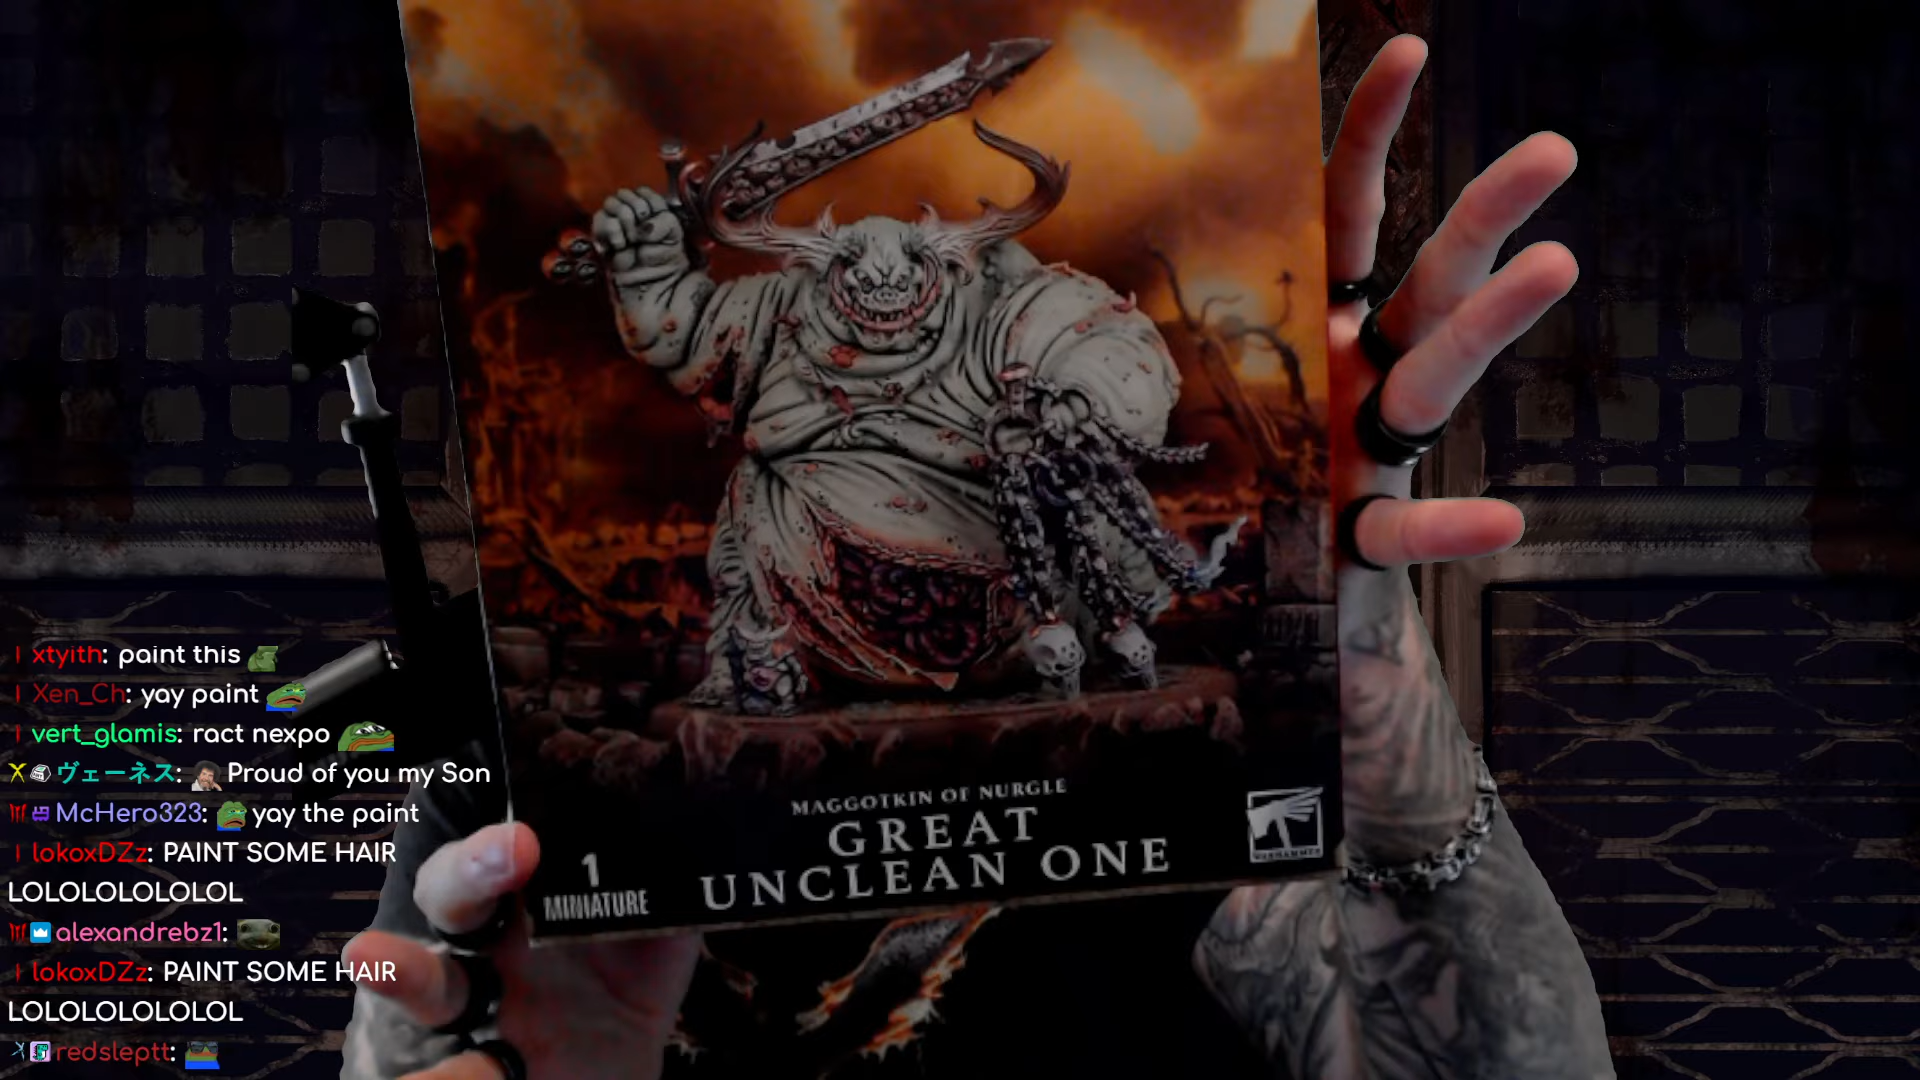 MAGGOTKIN OF NURGLE
GREAT
UNCLEAN ONE
1
MINIATURE
WARHAMMER
xtyith: paint this
Xen_Ch: yay paint
vert_glamis: ract nexpo
ヴェーネス: Proud of you my Son
McHero323: yay the paint
lokoxDZz: PAINT SOME HAIR
LOLOLOLOLOLOL
alexandrebz1:
lokoxDZz: PAINT SOME HAIR
LOLOLOLOLOLOL
redsleptt: